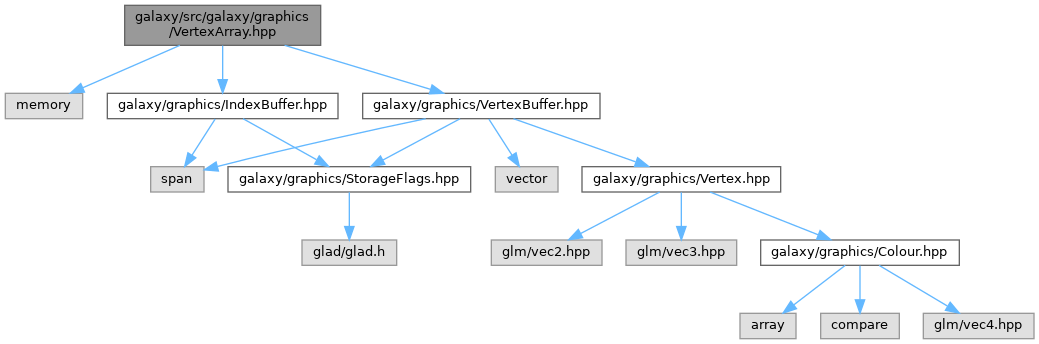 galaxy/src/galaxy/graphics
/VertexArray.hpp
memory
galaxy/graphics/IndexBuffer.hpp
galaxy/graphics/VertexBuffer.hpp
span
galaxy/graphics/StorageFlags.hpp
vector
galaxy/graphics/Vertex.hpp
glad/glad.h
glm/vec2.hpp
glm/vec3.hpp
galaxy/graphics/Colour.hpp
array
compare
glm/vec4.hpp